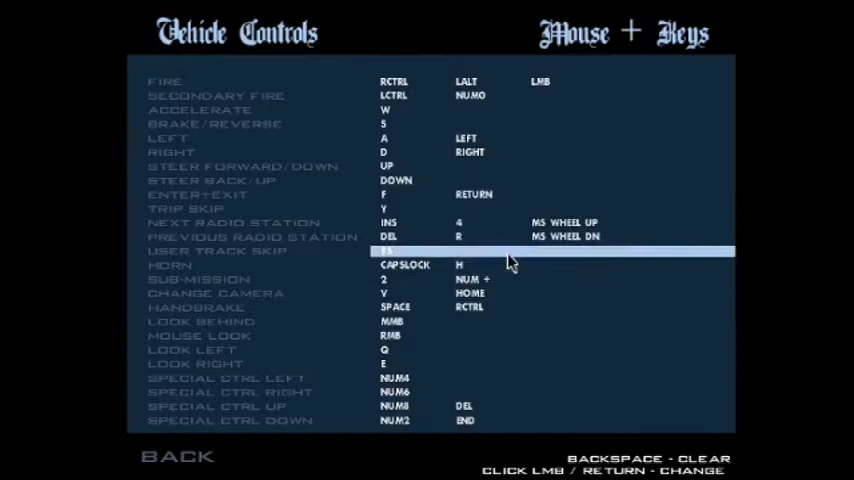 Vehicle Controls Mouse + Keys
FIRE RCTRL LALT LMB
SECONDARY FIRE LCTRL NUM0
ACCELERATE W
BRAKE/REVERSE S
LEFT A LEFT
RIGHT D RIGHT
STEER FORWARD/DOWN UP
STEER BACK/UP DOWN
ENTER+EXIT F RETURN
TRIP SKIP Y
NEXT RADIO STATION INS 4 MS WHEEL UP
PREVIOUS RADIO STATION DEL R MS WHEEL DN
USER TRACK SKIP
HORN CAPSLOCK H
SUB-MISSION 2 NUM +
CHANGE CAMERA V HOME
HANDBRAKE SPACE RCTRL
LOOK BEHIND MMB
MOUSE LOOK RMB
LOOK LEFT Q
LOOK RIGHT E
SPECIAL CTRL LEFT NUM4
SPECIAL CTRL RIGHT NUM6
SPECIAL CTRL UP NUM8 DEL
SPECIAL CTRL DOWN NUM2 END
BACK BACKSPACE - CLEAR
CLICK LMB / RETURN - CHANGE